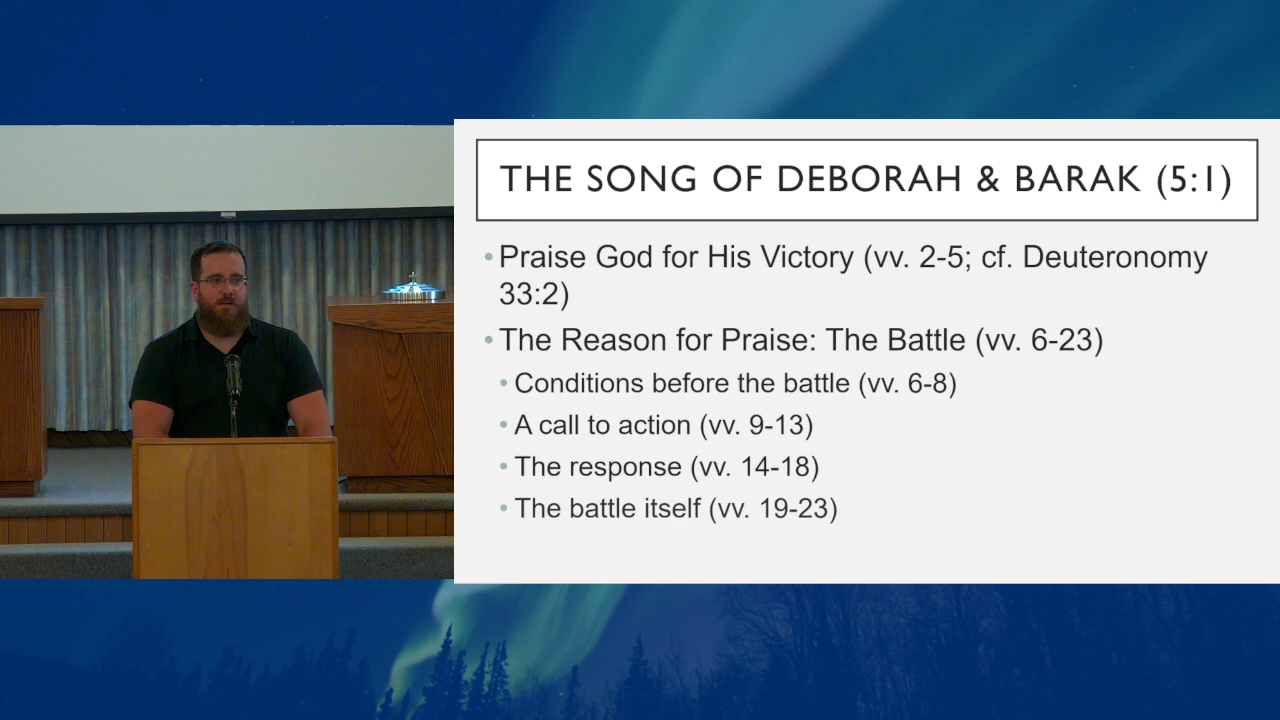 THE SONG OF DEBORAH & BARAK (5:1)
•Praise God for His Victory (vv. 2-5; cf. Deuteronomy
33:2)
•The Reason for Praise: The Battle (vv. 6-23)
•Conditions before the battle (vv. 6-8)
•A call to action (vv. 9-13)
•The response (vv. 14-18)
•The battle itself (vv. 19-23)